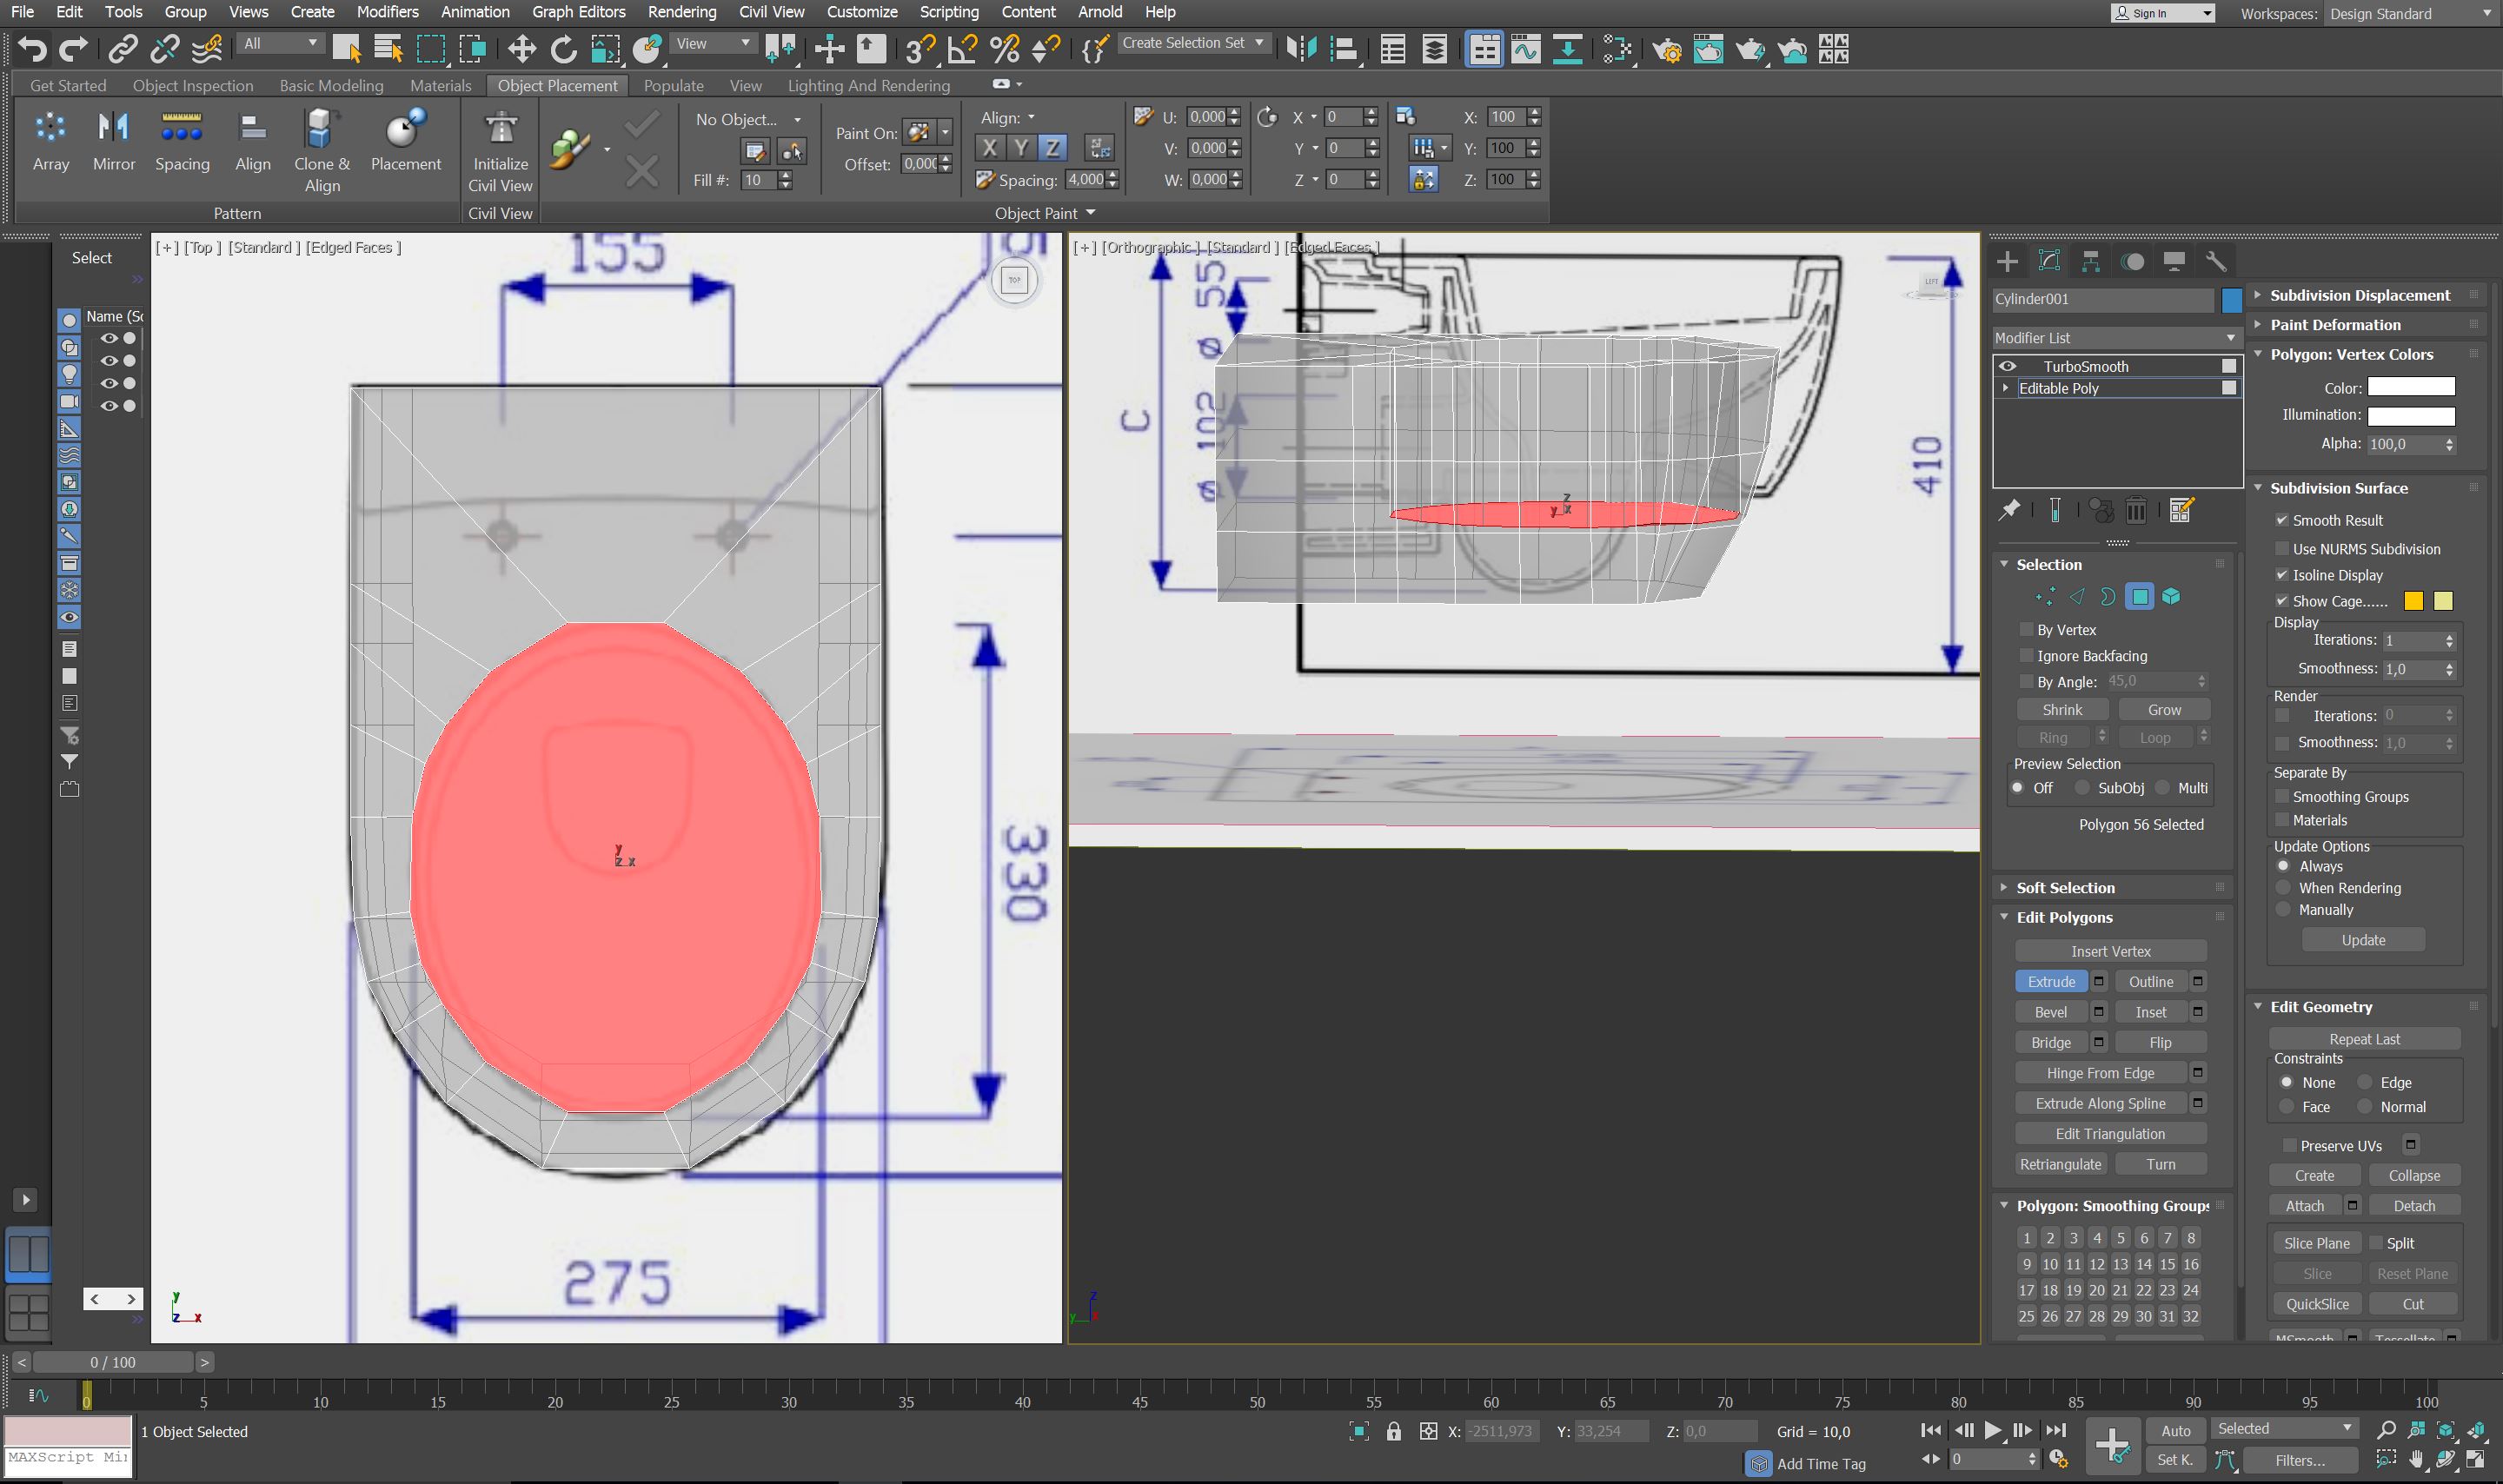 File Edit Tools Group Views Create Modifiers Animation Graph Editors Rendering Civil View Customize Scripting Content Arnold Help
Sign In Workspaces: Design Standard
All View Create Selection Set
Get Started Object Inspection Basic Modeling Materials Object Placement Populate View Lighting And Rendering
Array Mirror Spacing Align Clone & Align Placement
Pattern
Initialize Civil View
Civil View
No Object...
Fill #: 10
Paint On:
Offset: 0,000
Align:
X Y Z
Spacing: 4,000
U: 0,000
V: 0,000
W: 0,000
X 0
Y 0
Z 0
X: 100
Y: 100
Z: 100
Object Paint
Select
Name (Sc
[+] [Top ] [Standard ] [Edged Faces ]
155
TOP
330
275
y
z x
y
z x
[+] [Orthographic ] [Standard ] [Edged Faces ]
LEFT
55
Ø
102
Ø
C
410
z
y x
z
y x
Cylinder001
Modifier List
TurboSmooth
Editable Poly
Selection
By Vertex
Ignore Backfacing
By Angle: 45,0
Shrink Grow
Ring Loop
Preview Selection
Off SubObj Multi
Polygon 56 Selected
Soft Selection
Edit Polygons
Insert Vertex
Extrude Outline
Bevel Inset
Bridge Flip
Hinge From Edge
Extrude Along Spline
Edit Triangulation
Retriangulate Turn
Polygon: Smoothing Groups
1 2 3 4 5 6 7 8
9 10 11 12 13 14 15 16
17 18 19 20 21 22 23 24
25 26 27 28 29 30 31 32
Subdivision Displacement
Paint Deformation
Polygon: Vertex Colors
Color:
Illumination:
Alpha: 100,0
Subdivision Surface
Smooth Result
Use NURMS Subdivision
Isoline Display
Show Cage......
Display
Iterations: 1
Smoothness: 1,0
Render
Iterations: 0
Smoothness: 1,0
Separate By
Smoothing Groups
Materials
Update Options
Always
When Rendering
Manually
Update
Edit Geometry
Repeat Last
Constraints
None Edge
Face Normal
Preserve UVs
Create Collapse
Attach Detach
Slice Plane Split
Slice Reset Plane
QuickSlice Cut
MSmooth Tessellate
< 0 / 100 >
0 5 10 15 20 25 30 35 40 45 50 55 60 65 70 75 80 85 90 95 100
1 Object Selected
MAXScript Mi
X: -2511,973 Y: 33,254 Z: 0,0 Grid = 10,0
Add Time Tag
0
Auto Selected
Set K. Filters...